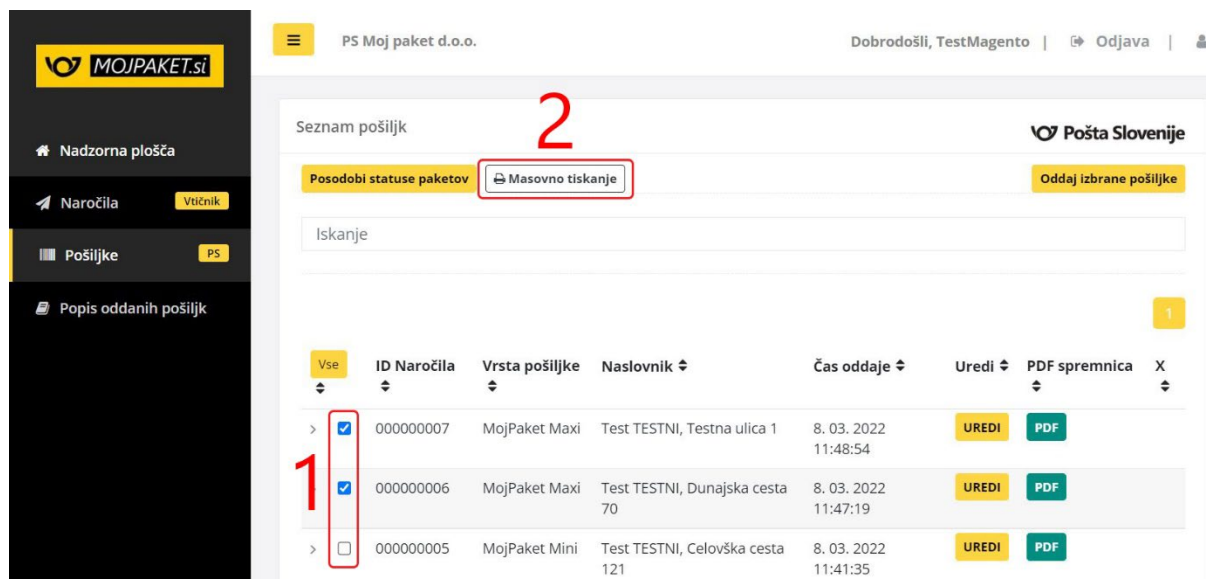 MOJPAKET.si
PS Moj paket d.o.o.
Dobrodošli, TestMagento | Odjava |
Nadzorna plošča
Naročila Vtičnik
Pošiljke PS
Popis oddanih pošiljk
Seznam pošiljk
2
Pošta Slovenije
Posodobi statuse paketov Masovno tiskanje Oddaj izbrane pošiljke
Iskanje
1
Vse ID Naročila Vrsta pošiljke Naslovnik Čas oddaje Uredi PDF spremnica X
000000007 MojPaket Maxi Test TESTNI, Testna ulica 1 8. 03. 2022 UREDI PDF
11:48:54
1
000000006 MojPaket Maxi Test TESTNI, Dunajska cesta 8. 03. 2022 UREDI PDF
70 11:47:19
000000005 MojPaket Mini Test TESTNI, Celovška cesta 8. 03. 2022 UREDI PDF
121 11:41:35